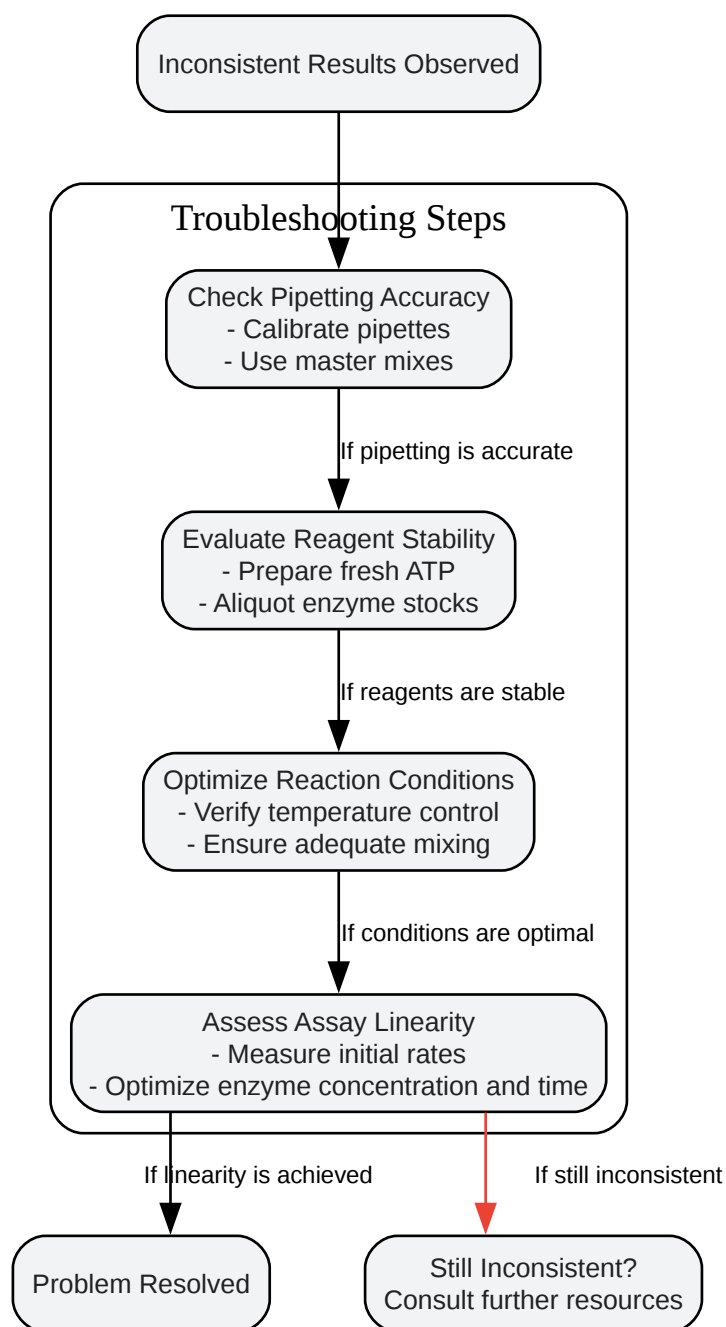 Inconsistent Results Observed
Troubleshooting Steps
Check Pipetting Accuracy
- Calibrate pipettes
- Use master mixes
If pipetting is accurate
Evaluate Reagent Stability
- Prepare fresh ATP
- Aliquot enzyme stocks
If reagents are stable
Optimize Reaction Conditions
- Verify temperature control
- Ensure adequate mixing
If conditions are optimal
Assess Assay Linearity
- Measure initial rates
- Optimize enzyme concentration and time
If linearity is achieved
If still inconsistent
Problem Resolved
Still Inconsistent?
Consult further resources